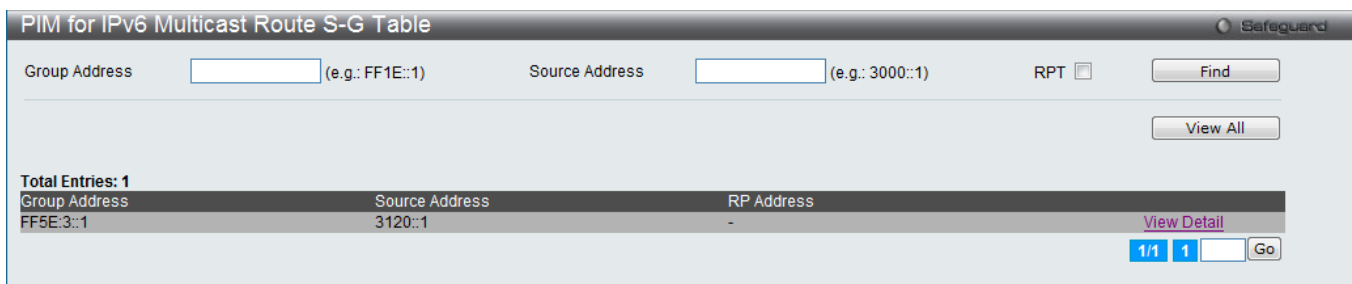 PIM for IPv6 Multicast Route S-G Table
Safeguard
Group Address (e.g.: FF1E::1) Source Address (e.g.: 3000::1) RPT Find
View All
Total Entries: 1
Group Address Source Address RP Address
FF5E:3::1 3120::1 - View Detail
1/1 1 Go